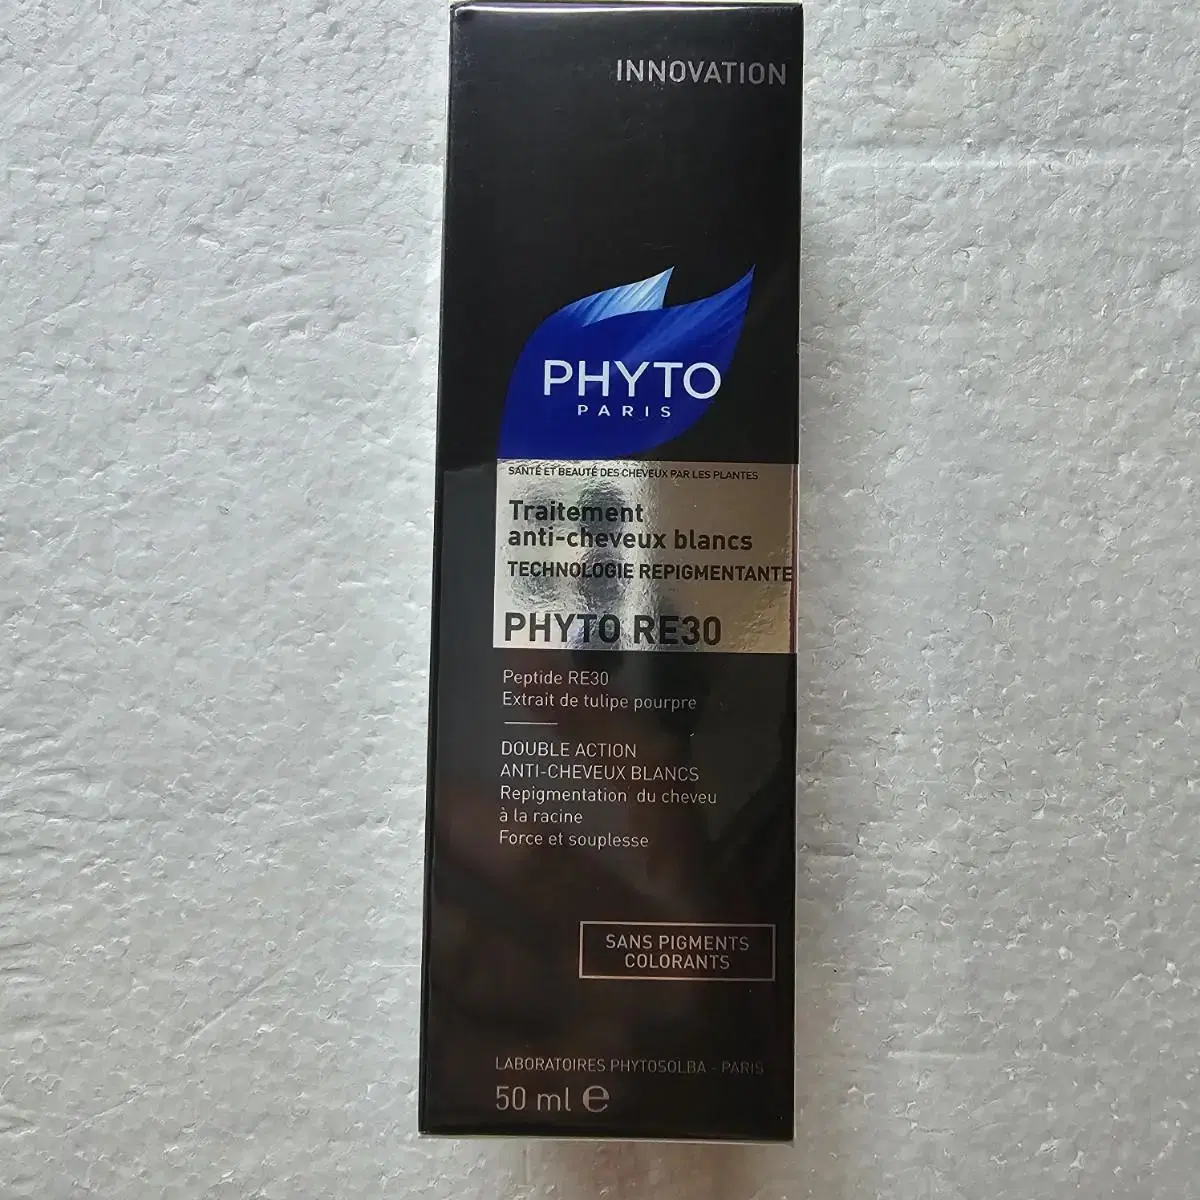 INNOVATION
PHYTO
PARIS
SANTÉ ET BEAUTÉ DES CHEVEUX PAR LES PLANTES
Traitement
anti-cheveux blancs
TECHNOLOGIE REPIGMENTANTE
PHYTO RE30
Peptide RE30
Extrait de tulipe pourpre
DOUBLE ACTION
ANTI-CHEVEUX BLANCS
Repigmentation du cheveu
à la racine
Force et souplesse
SANS PIGMENTS
COLORANTS
LABORATOIRES PHYTOSOLBA - PARIS
50 ml ℮